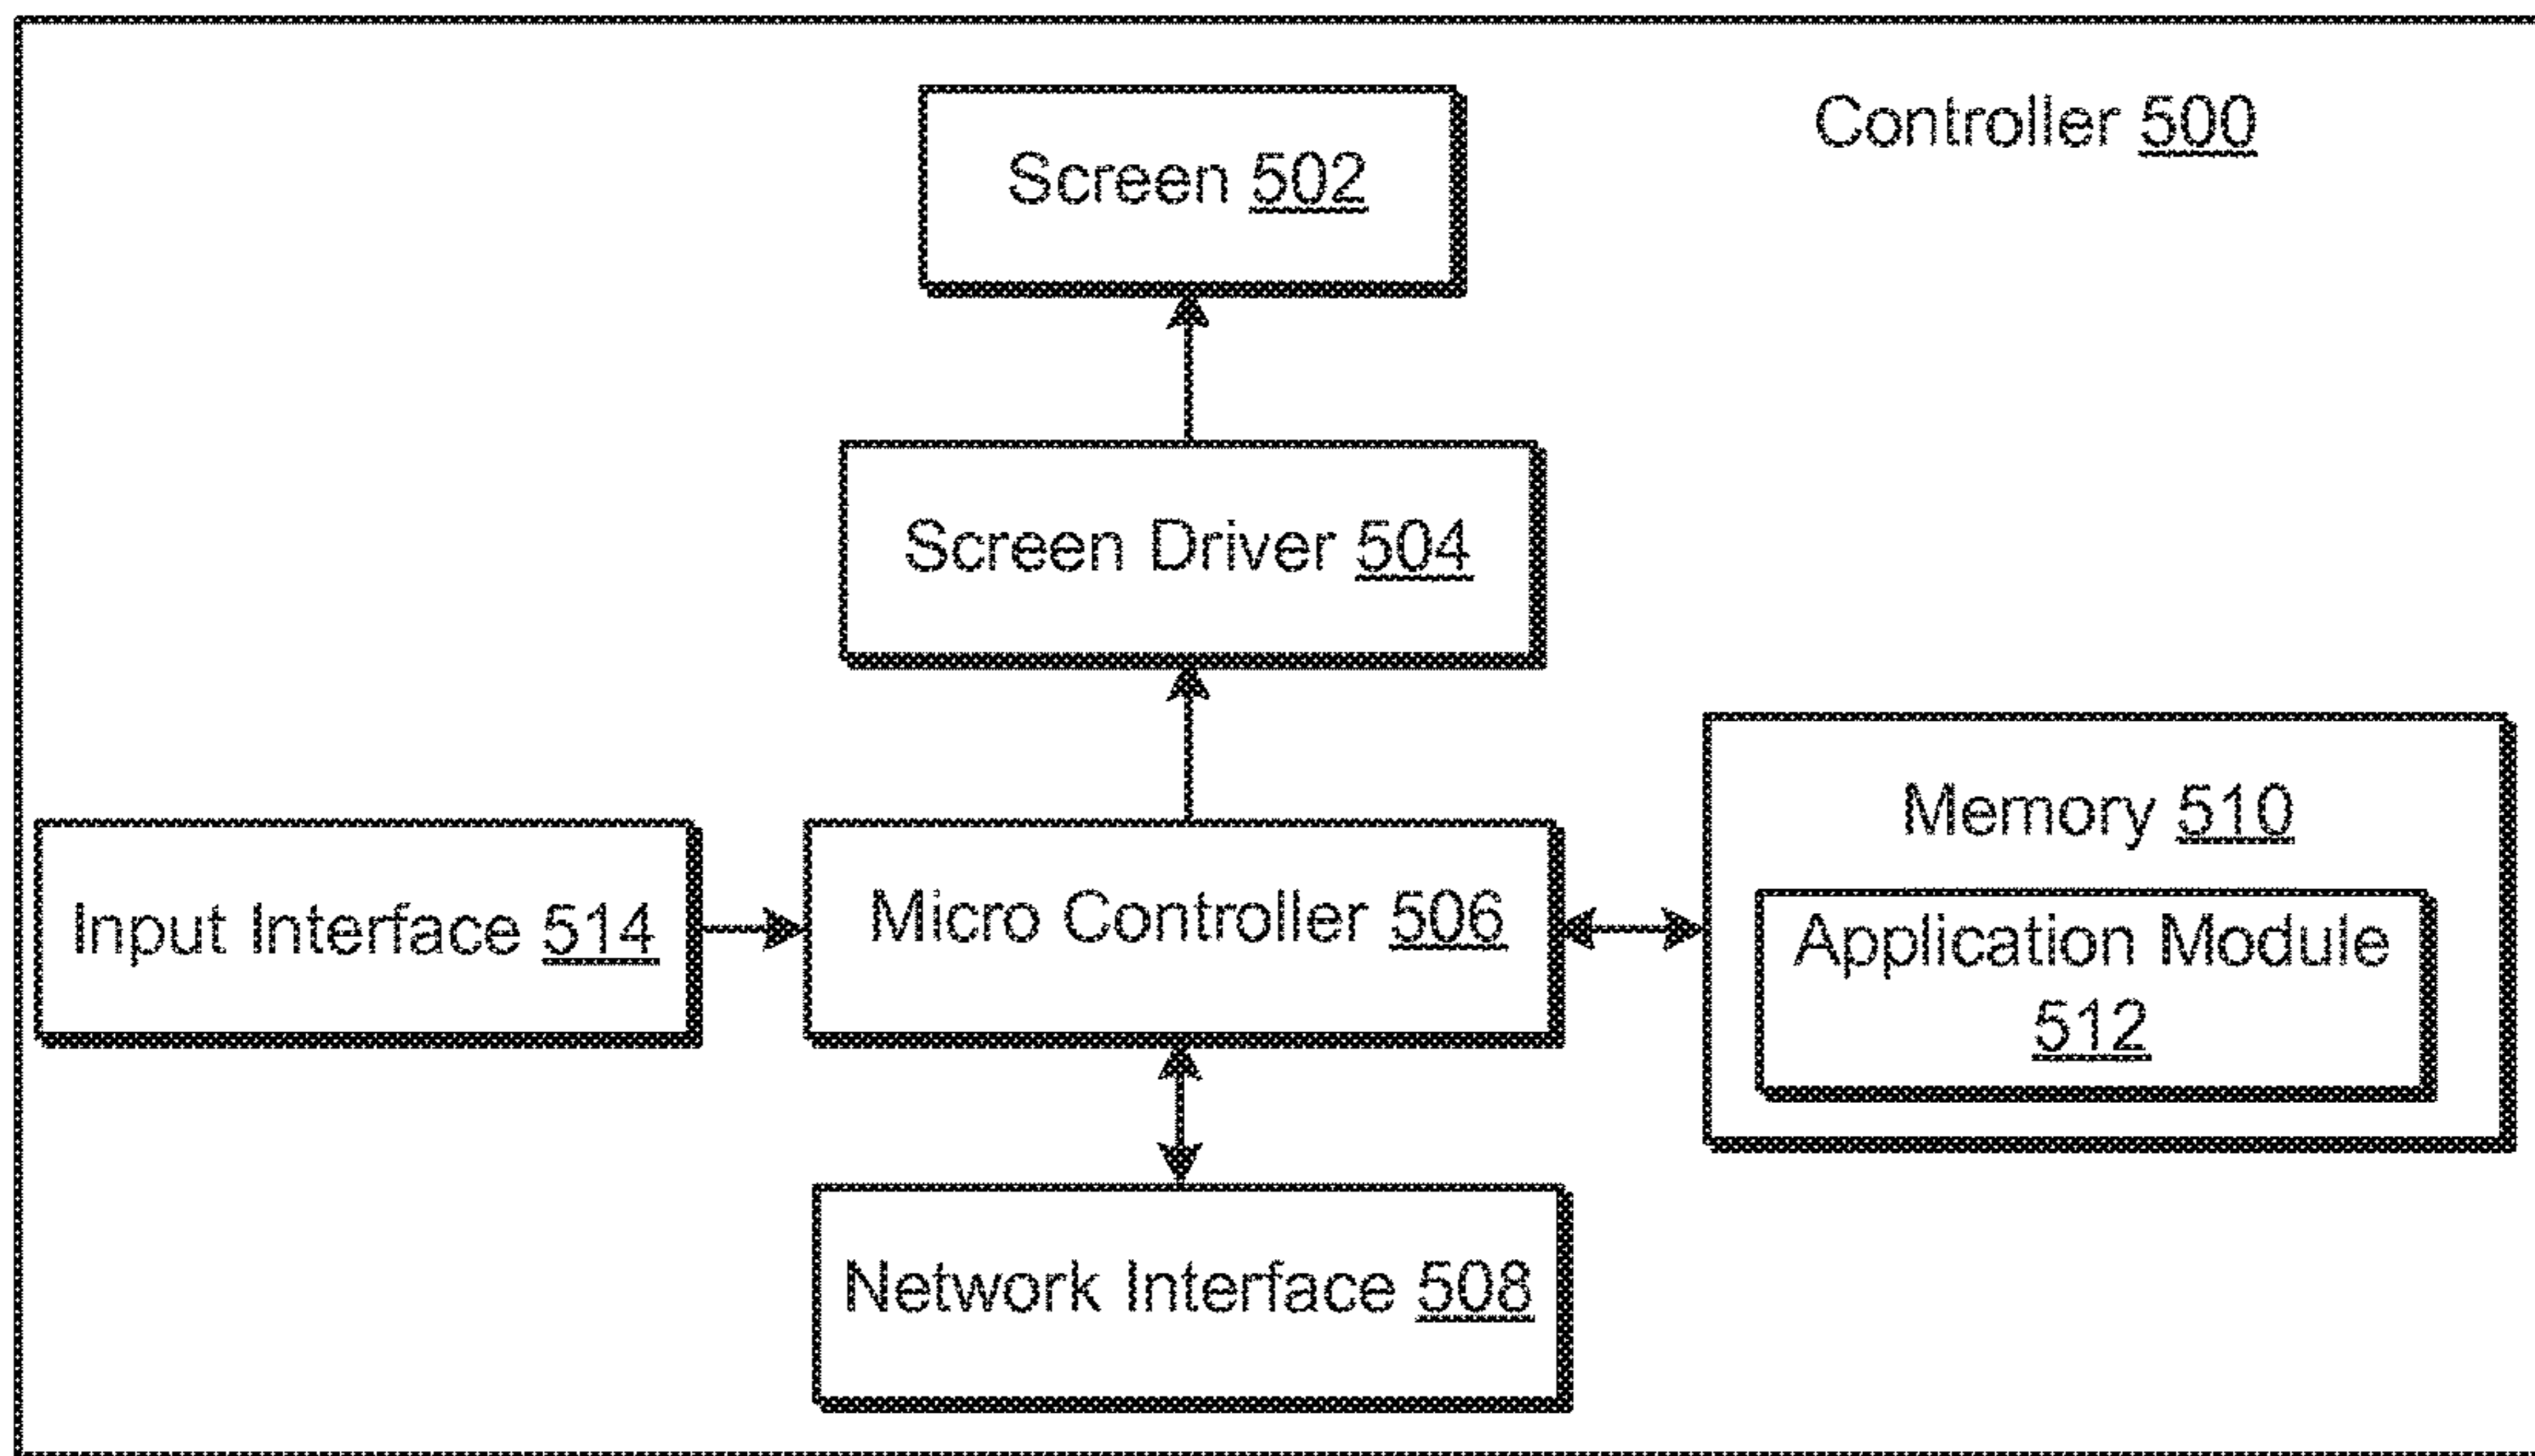 Controller 500
Screen 502
Screen Driver 504
Memory 510
Input Interface 514
Micro Controller 506
Application Module
512
Network Interface 508